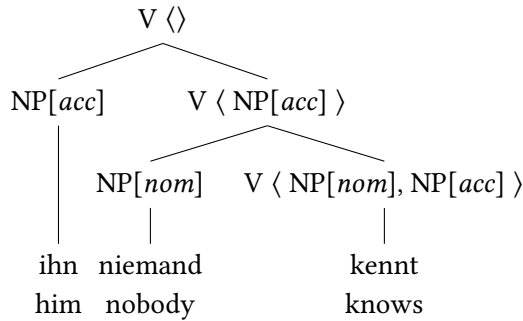 V ⟨⟩
NP[acc] V ⟨ NP[acc] ⟩
NP[nom] V ⟨ NP[nom], NP[acc] ⟩
ihn niemand kennt
him nobody knows